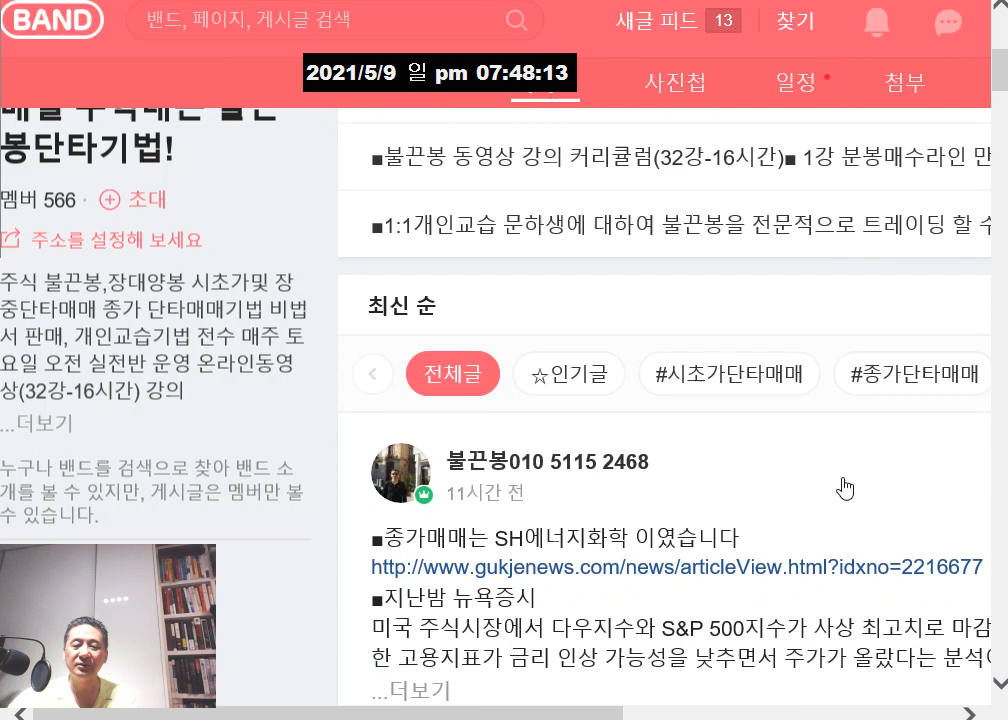 BAND
밴드, 페이지, 게시글 검색
새글 피드 13
찾기
2021/5/9 일 pm 07:48:13
사진첩
일정
첨부
봉단타기법!
멤버 566 · 초대
주소를 설정해 보세요
주식 불끈봉,장대양봉 시초가및 장
중단타매매 종가 단타매매기법 비법
서 판매, 개인교습기법 전수 매주 토
요일 오전 실전반 운영 온라인동영
상(32강-16시간) 강의
...더보기
누구나 밴드를 검색으로 찾아 밴드 소
개를 볼 수 있지만, 게시글은 멤버만 볼
수 있습니다.
■불끈봉 동영상 강의 커리큘럼(32강-16시간)■ 1강 분봉매수라인 만
■1:1개인교습 문하생에 대하여 불끈봉을 전문적으로 트레이딩 할 수
최신 순
전체글
☆인기글
#시초가단타매매
#종가단타매매
불끈봉010 5115 2468
11시간 전
■종가매매는 SH에너지화학 이였습니다
http://www.gukjenews.com/news/articleView.html?idxno=2216677
■지난밤 뉴욕증시
미국 주식시장에서 다우지수와 S&P 500지수가 사상 최고치로 마감
한 고용지표가 금리 인상 가능성을 낮추면서 주가가 올랐다는 분석이
...더보기